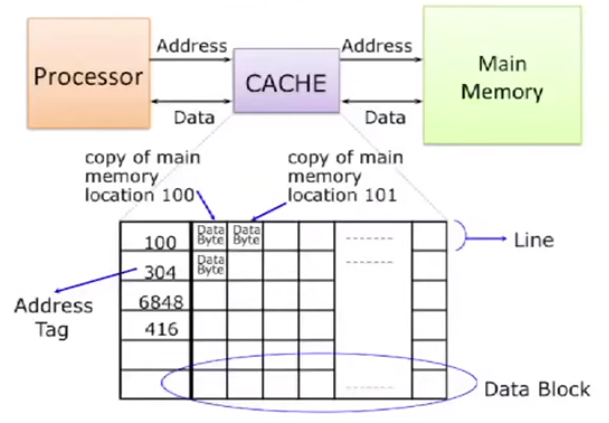 Processor
Address
CACHE
Address
Main
Memory
Data
Data
copy of main
memory
location 100
copy of main
memory
location 101
100
Data
Byte
Data
Byte
Line
304
Data
Byte
Address
Tag
6848
416
Data Block